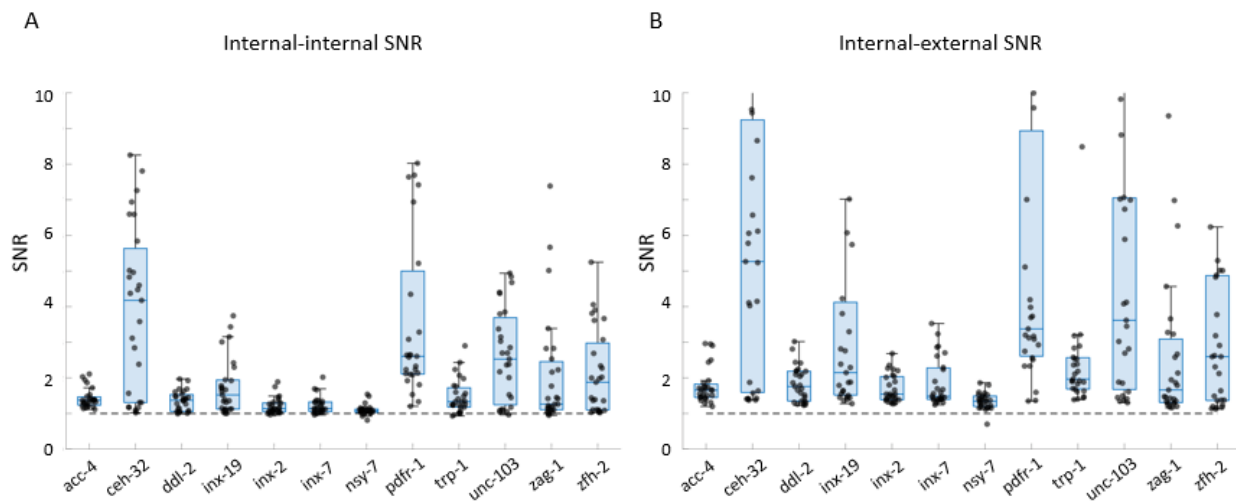 A
Internal-internal SNR
SNR
10
8
6
4
2
0
acc-4
ceh-32
ddl-2
inx-19
inx-2
inx-7
nsy-7
pdfr-1
trp-1
unc-103
zag-1
zfh-2
B
Internal-external SNR
SNR
10
8
6
4
2
0
acc-4
ceh-32
ddl-2
inx-19
inx-2
inx-7
nsy-7
pdfr-1
trp-1
unc-103
zag-1
zfh-2